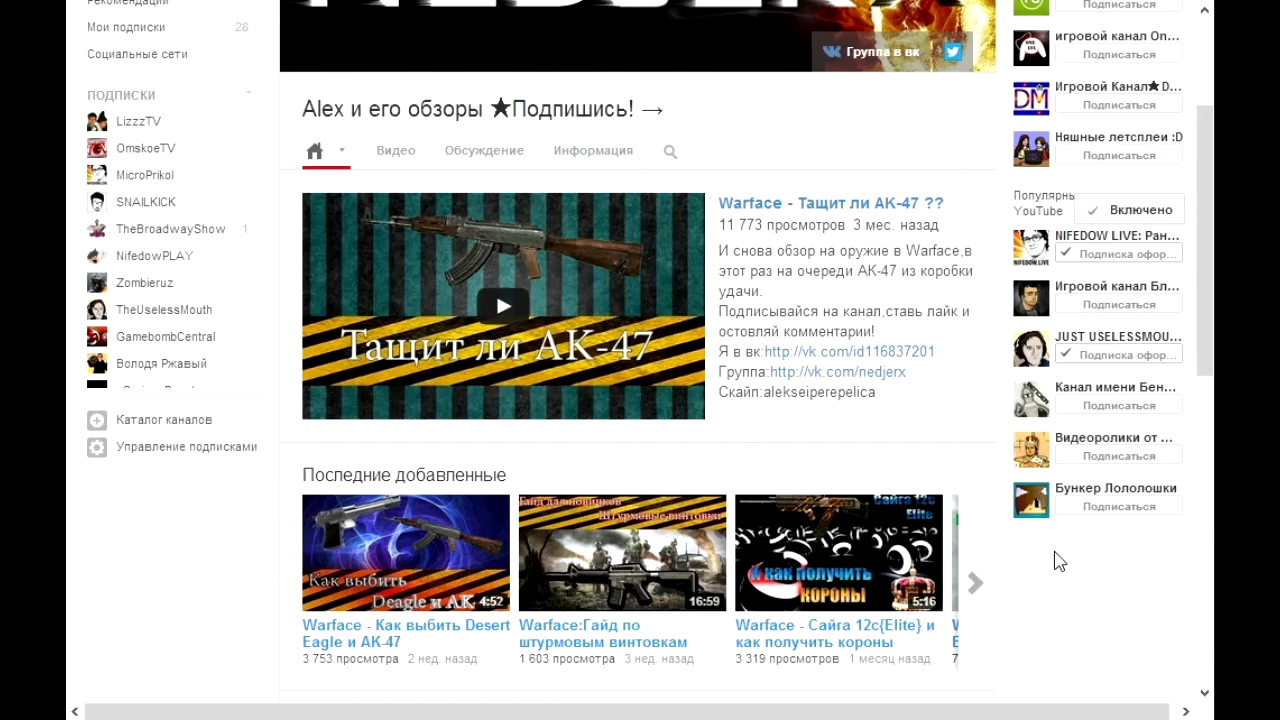 Рекомендации
Мои подписки 28
Социальные сети
ПОДПИСКИ
LizzzTV
OmskoeTV
MicroPrikol
SNAILKICK
TheBroadwayShow 1
NifedowPLAY
Zombieruz
TheUselessMouth
GamebombCentral
Володя Ржавый
Каталог каналов
Управление подписками
Группа в вк
Alex и его обзоры ★Подпишись! →
Видео Обсуждение Информация
Тащит ли АК-47
Warface - Тащит ли АК-47 ??
11 773 просмотров 3 мес. назад
И снова обзор на оружие в Warface,в
этот раз на очереди АК-47 из коробки
удачи.
Подписывайся на канал,ставь лайк и
остовляй комментарии!
Я в вк:http://vk.com/id116837201
Группа:http://vk.com/nedjerx
Скайп:alekseiperepelica
Последние добавленные
Как выбить
Deagle и АК 4:52
Warface - Как выбить Desert
Eagle и АК-47
3 753 просмотра 2 нед. назад
Гайд для новичков
Штурмовые винтовки
16:59
Warface:Гайд по
штурмовым винтовкам
1 603 просмотра 3 нед. назад
Сайга 12с
Elite
И как получить
короны 5:16
Warface - Сайга 12с{Elite} и
как получить короны
3 319 просмотров 1 месяц назад
Подписаться
игровой канал On...
Подписаться
Игровой Канал★D...
DM
Подписаться
Няшные летсплеи :D
Подписаться
Популярнь
YouTube
Включено
NIFEDOW LIVE: Ран...
NIFEDOW LIVE
Подписка офор...
Игровой канал Бл...
Подписаться
JUST USELESSMOU...
Подписка офор...
Канал имени Бен...
Подписаться
Видеоролики от ...
Подписаться
Бункер Лололошки
Подписаться